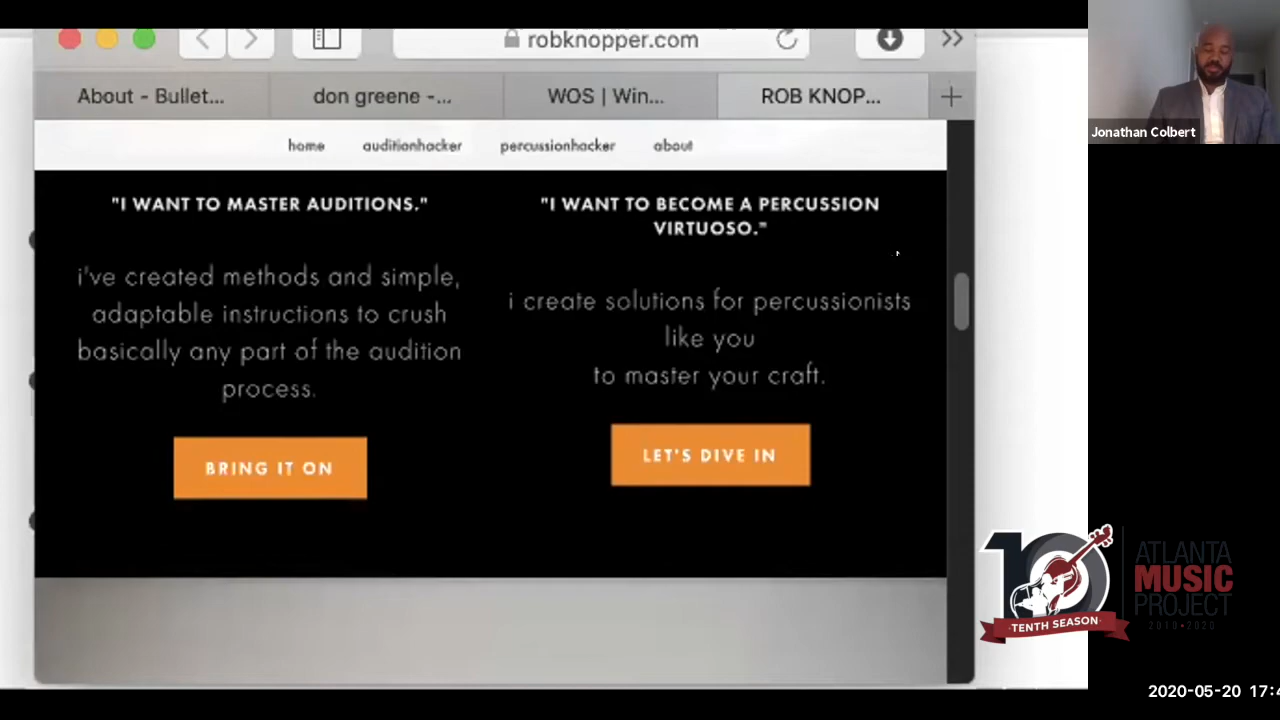 robknopper.com
About - Bullet...
don greene -...
WOS | Win...
ROB KNOP...
home
auditionhacker
percussionhacker
about
"I WANT TO MASTER AUDITIONS."
i've created methods and simple,
adaptable instructions to crush
basically any part of the audition
process.
BRING IT ON
"I WANT TO BECOME A PERCUSSION
VIRTUOSO."
i create solutions for percussionists
like you
to master your craft.
LET'S DIVE IN
Jonathan Colbert
10
TENTH SEASON
ATLANTA
MUSIC
PROJECT
2010•2020
2020-05-20 17:4